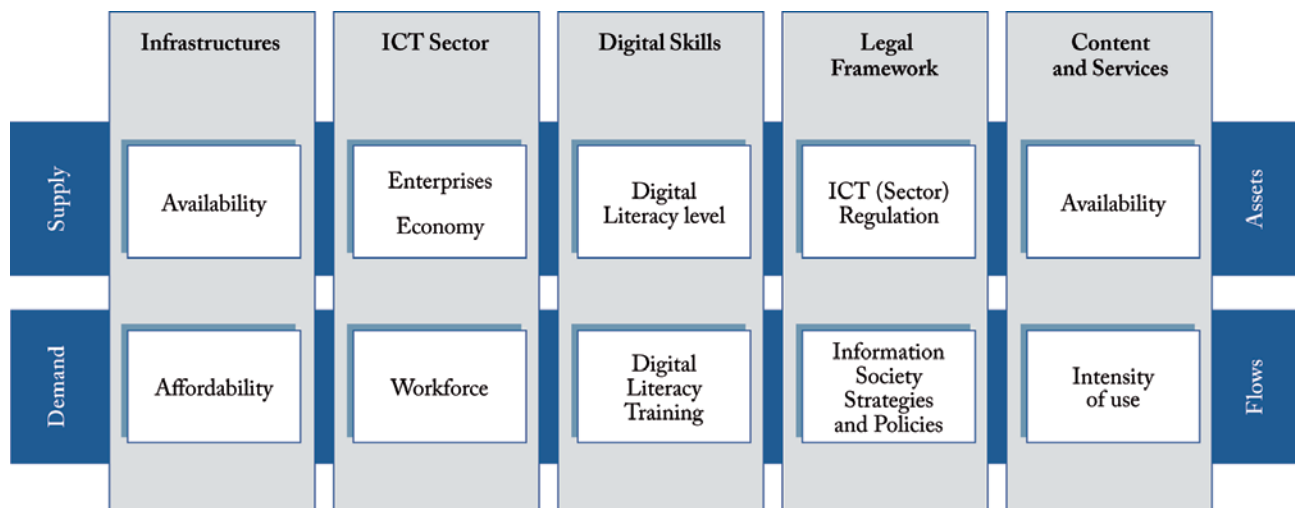 Infrastructures
ICT Sector
Digital Skills
Legal
Framework
Content
and Services
Supply
Availability
Enterprises
Economy
Digital
Literacy level
ICT (Sector)
Regulation
Availability
Assets
Demand
Affordability
Workforce
Digital
Literacy
Training
Information
Society
Strategies
and Policies
Intensity
of use
Flows